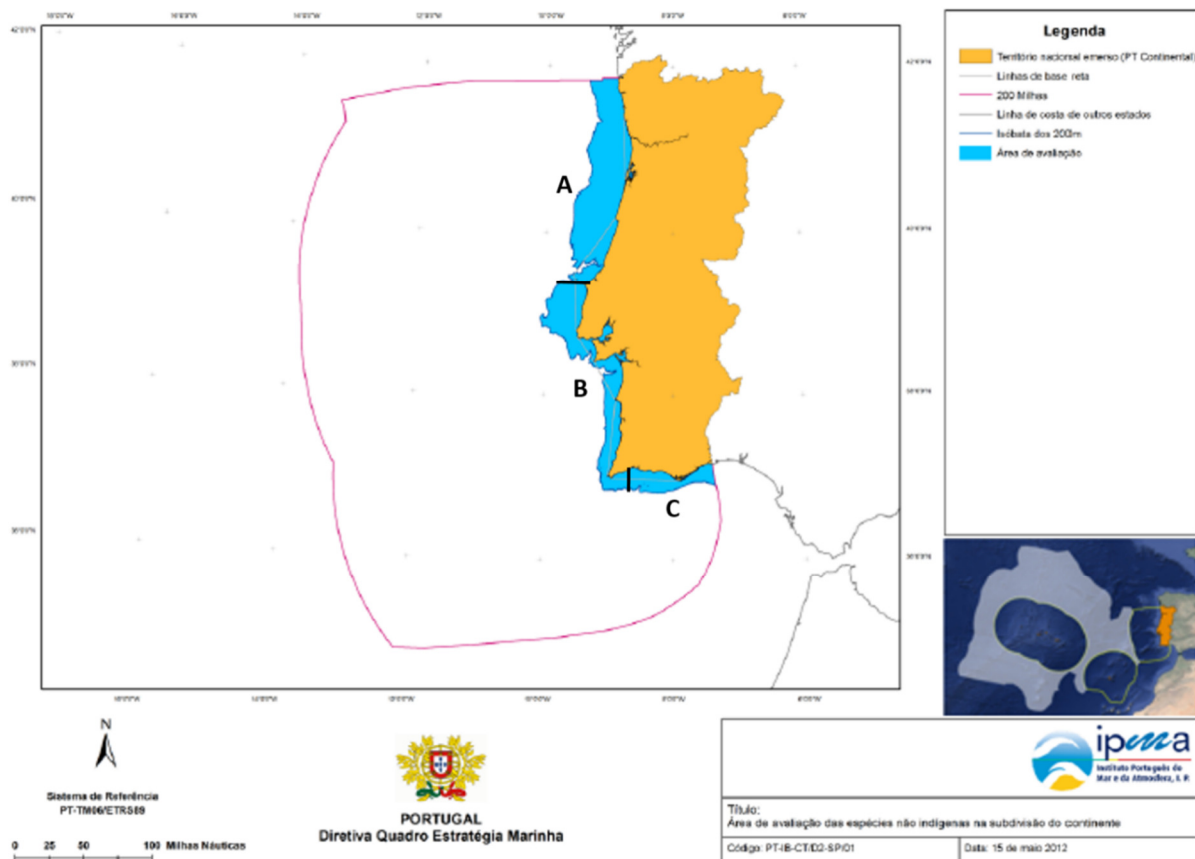 Legenda
Território nacional emerso (PT Continental)
Linhas de base reta
200 Milhas
Linha de costa de outros estados
Isóbata dos 200m
Área de avaliação
A
B
C
N
Sistema de Referência
PT-TM06/ETRS89
0 25 50 100 Milhas Náuticas
PORTUGAL
Diretiva Quadro Estratégia Marinha
ipma
Instituto Português do
Mar e da Atmosfera, I. P.
Título:
Área de avaliação das espécies não indígenas na subdivisão do continente
Código: PT-IB-CT/D2-SP/01
Data: 15 de maio 2012